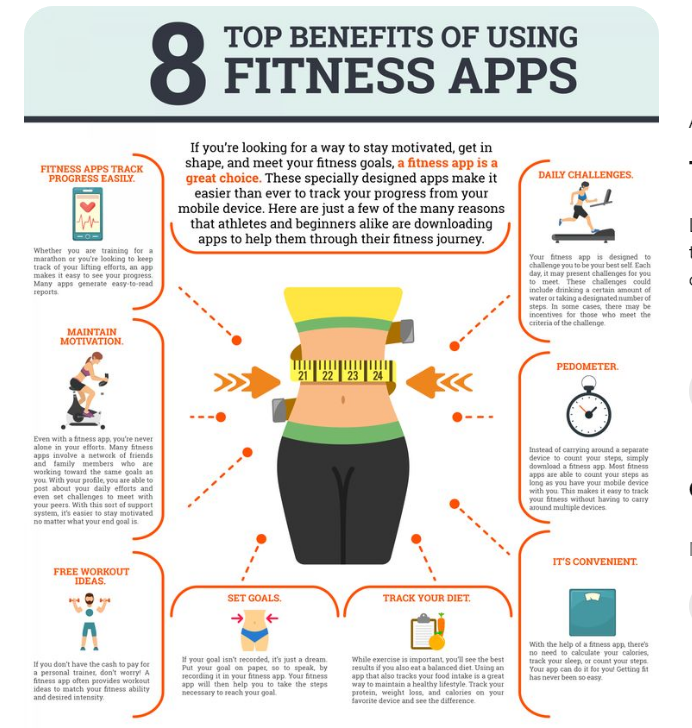 8
TOP BENEFITS OF USING
FITNESS APPS
If you're looking for a way to stay motivated, get in
shape, and meet your fitness goals, a fitness app is a
great choice. These specially designed apps make it
easier than ever to track your progress from your
mobile device. Here are just a few of the many reasons
that athletes and beginners alike are downloading
apps to help them through their fitness journey.
FITNESS APPS TRACK
PROGRESS EASILY.
Whether you are training for a
marathon or you're looking to keep
track of your lifting efforts, an app
makes it easy to see your progress.
Many apps generate easy-to-read
reports.
MAINTAIN
MOTIVATION.
Even with a fitness app, you're never
alone in your efforts. Many fitness
apps involve a network of friends
and family members who are
working toward the same goals as
you. With your profile, you are able to
post about your daily efforts and
even set challenges to meet with
your peers. With this sort of support
system, it's easier to stay motivated
no matter what your end goal is.
FREE WORKOUT
IDEAS.
If you don't have the cash to pay for
a personal trainer, don't worry! A
fitness app often provides workout
ideas to match your fitness ability
and desired intensity.
21 22 23 24
SET GOALS.
If your goal isn't recorded, it's just a dream.
Put your goal on paper, so to speak, by
recording it in your fitness app. Your fitness
app will then help you to take the steps
necessary to reach your goal.
TRACK YOUR DIET.
While exercise is important, you'll see the best
results if you also eat a balanced diet. Using an
app that also tracks your food intake is a great
way to maintain a healthy lifestyle. Track your
protein, weight loss, and calories on your
favorite device and see the difference.
DAILY CHALLENGES.
Your fitness app is designed to
challenge you to be your best self. Each
day, it may present challenges for you
to meet. These challenges could
include drinking a certain amount of
water or taking a designated number of
steps. In some cases, there may be
incentives for those who meet the
criteria of the challenge.
PEDOMETER.
Instead of carrying around a separate
device to count your steps, simply
download a fitness app. Most fitness
apps are able to count your steps as
long as you have your mobile device
with you. This makes it easy to track
your fitness without having to carry
around multiple devices.
IT'S CONVENIENT.
With the help of a fitness app, there's
no need to calculate your calories,
track your sleep, or count your steps.
Your app can do it for you! Getting fit
has never been so easy.